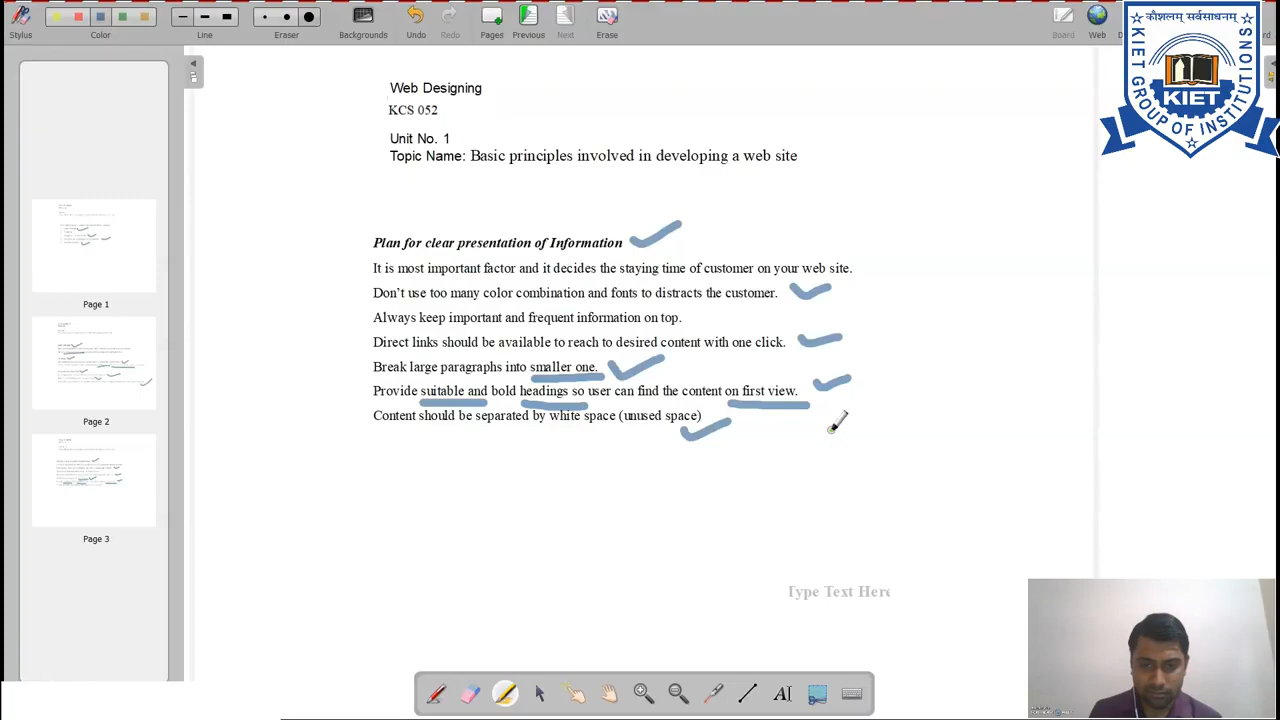 Stylus
Color
Line
Eraser
Backgrounds
Undo
Redo
Pages
Previous
Next
Erase
Board
Web
कौशलम् सर्वसाधनम्
KIET GROUP OF INSTITUTIONS
KIET
Web Designing
KCS 052
Unit No. 1
Topic Name: Basic principles involved in developing a web site
Plan for clear presentation of Information
It is most important factor and it decides the staying time of customer on your web site.
Don’t use too many color combination and fonts to distracts the customer.
Always keep important and frequent information on top.
Direct links should be available to reach to desired content with one click.
Break large paragraphs into smaller one.
Provide suitable and bold headings so user can find the content on first view.
Content should be separated by white space (unused space)
Type Text Here
Page 1
Page 2
Page 3